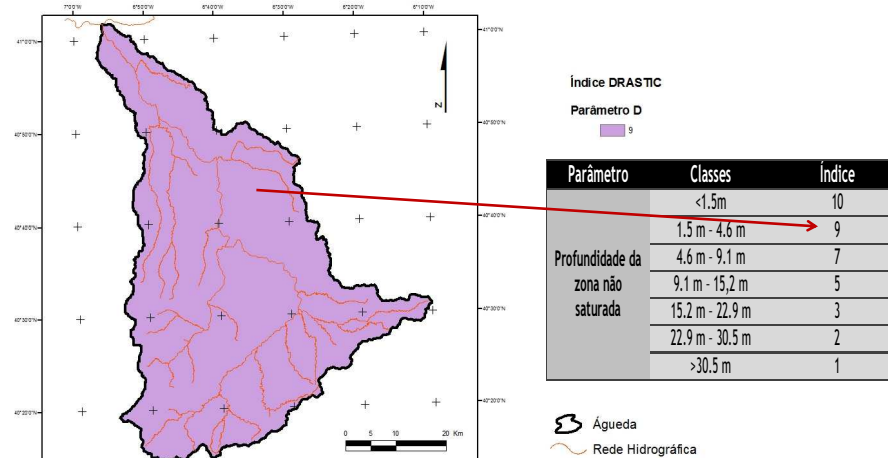 7°0'0"
6°50'0"O
6°40'0"O
6°30'0"O
6°20'0"O
6°10'0"O
41°0'0"N
41°0'0"N
40°50'0"N
40°50'0"N
40°40'0"N
40°40'0"N
40°30'0"N
40°30'0"N
40°20'0"N
40°20'0"N
N
0 5 10 20 Km
Índice DRASTIC
Parâmetro D
9
Parâmetro Classes Índice
Profundidade da zona não saturada
<1.5m 10
1.5 m - 4.6 m 9
4.6 m - 9.1 m 7
9.1 m - 15,2 m 5
15.2 m - 22.9 m 3
22.9 m - 30.5 m 2
>30.5 m 1
Águeda
Rede Hidrográfica